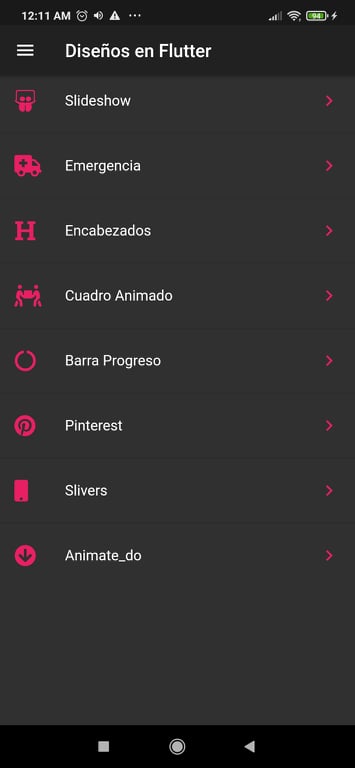 12:11 AM
94
Diseños en Flutter
Slideshow
Emergencia
Encabezados
Cuadro Animado
Barra Progreso
Pinterest
Slivers
Animate_do